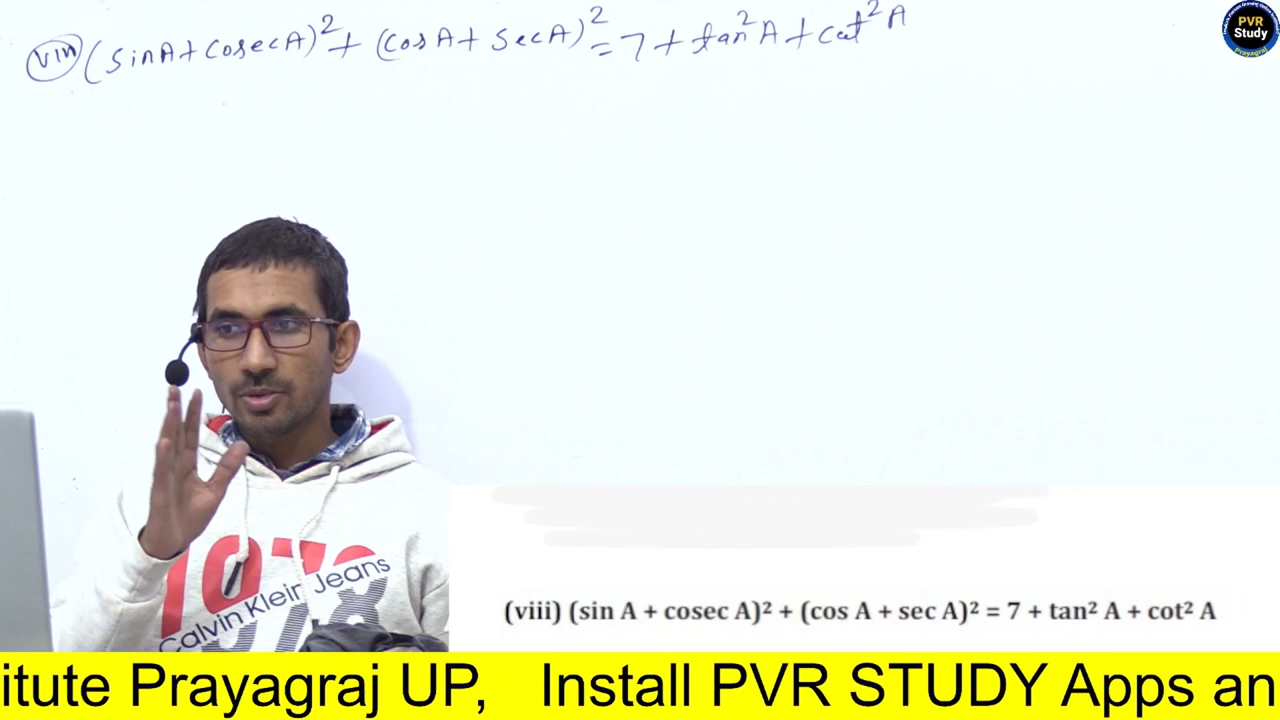 (viii) (sinA + cosecA)² + (cosA + secA)² = 7 + tan²A + cot²A
PVR
Study
Prayagraj
1978
Calvin Klein Jeans
(viii) (sin A + cosec A)² + (cos A + sec A)² = 7 + tan² A + cot² A
itute Prayagraj UP, Install PVR STUDY Apps an